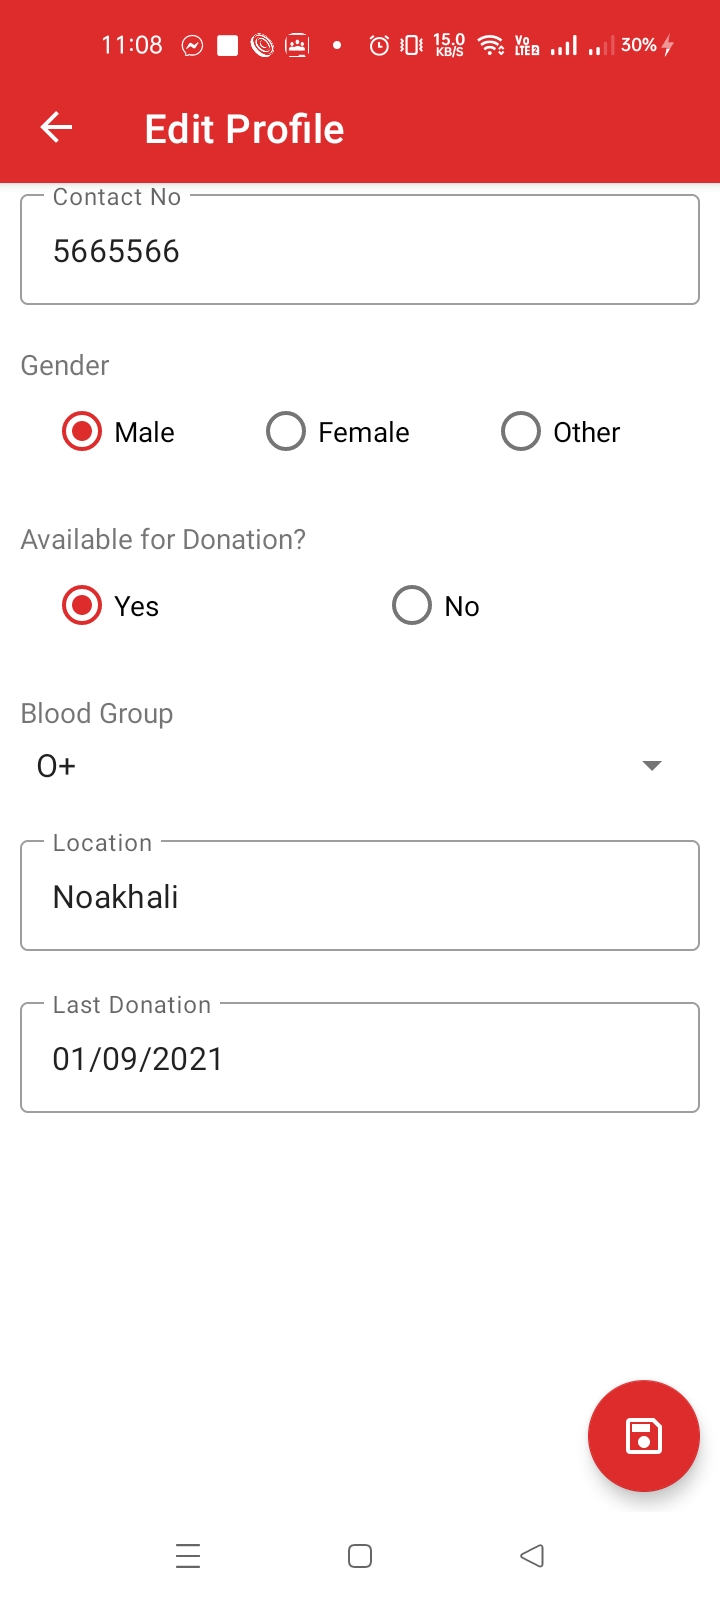 11:08 15.0 KB/S Vo LTE2 30%
Edit Profile
Contact No
5665566
Gender
Male Female Other
Available for Donation?
Yes No
Blood Group
O+
Location
Noakhali
Last Donation
01/09/2021